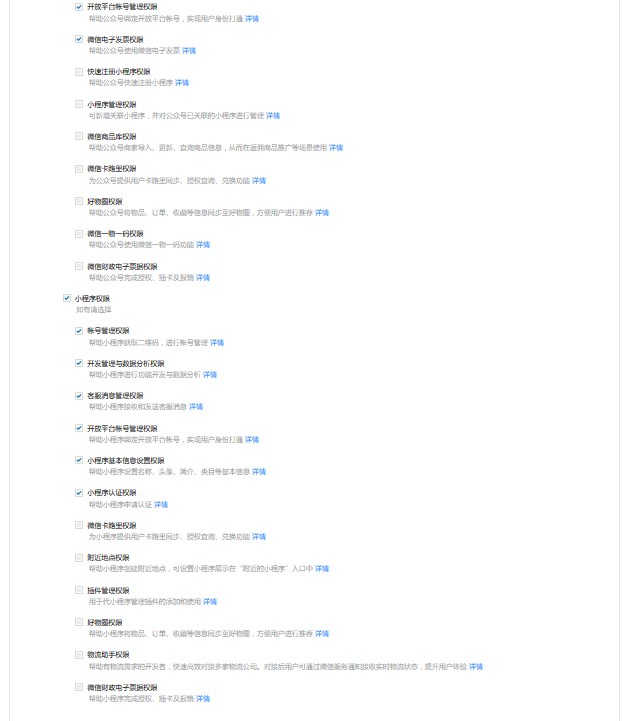 开放平台帐号管理权限
帮助公众号绑定开放平台帐号，实现用户身份打通 详情
微信电子发票权限
帮助公众号使用微信电子发票 详情
快速注册小程序权限
帮助公众号快速注册小程序 详情
小程序管理权限
可新增关联小程序，并对公众号已关联的小程序进行管理 详情
微信商品库权限
帮助公众号商家导入、更新、查询商品信息，从而在返佣商品推广等场景使用 详情
微信卡路里权限
为公众号提供用户卡路里同步、授权查询、兑换功能 详情
好物圈权限
帮助公众号将物品、订单、收藏等信息同步至好物圈，方便用户进行推荐 详情
微信一物一码权限
帮助公众号使用微信一物一码功能 详情
微信财政电子票据权限
帮助公众号完成授权、插卡及报销 详情
小程序权限
如有请选择
帐号管理权限
帮助小程序获取二维码，进行帐号管理 详情
开发管理与数据分析权限
帮助小程序进行功能开发与数据分析 详情
客服消息管理权限
帮助小程序接收和发送客服消息 详情
开放平台帐号管理权限
帮助小程序绑定开放平台帐号，实现用户身份打通 详情
小程序基本信息设置权限
帮助小程序设置名称、头像、简介、类目等基本信息 详情
小程序认证权限
帮助小程序申请认证 详情
微信卡路里权限
为小程序提供用户卡路里同步、授权查询、兑换功能 详情
附近地点权限
帮助小程序创建附近地点，可设置小程序展示在“附近的小程序”入口中 详情
插件管理权限
用于代小程序管理插件的添加和使用 详情
好物圈权限
帮助小程序将物品、订单、收藏等信息同步至好物圈，方便用户进行推荐 详情
物流助手权限
帮助有物流需求的开发者，快速高效对接多家物流公司。对接后用户可通过微信服务通知接收实时物流状态，提升用户体验 详情
微信财政电子票据权限
帮助小程序完成授权、插卡及报销 详情